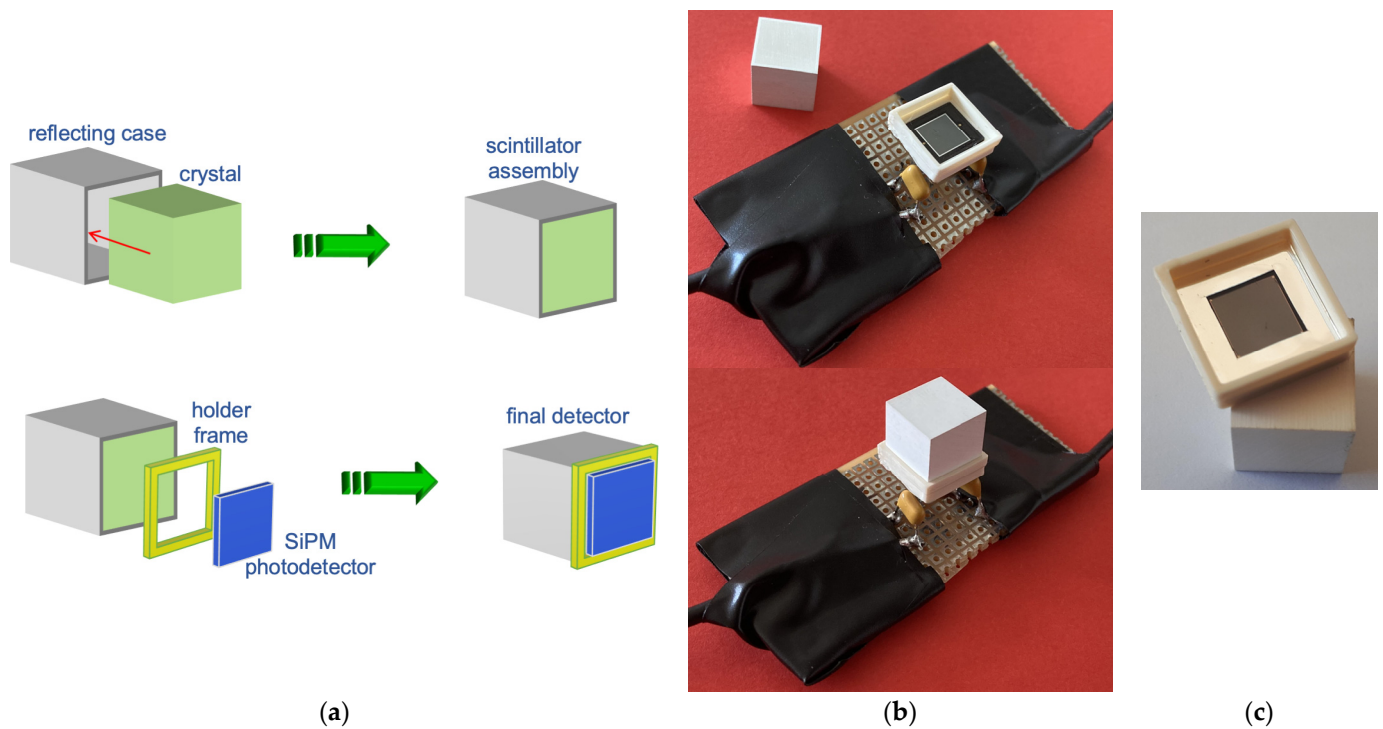 reflecting case
crystal
scintillator
assembly
holder
frame
SiPM
photodetector
final detector
(a)
(b)
(c)